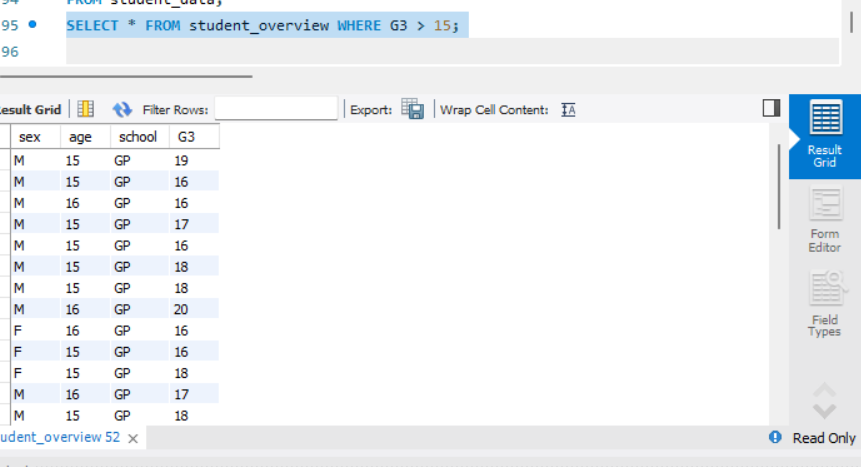 94 FROM student_data;
95 SELECT * FROM student_overview WHERE G3 > 15;
96
esult Grid Filter Rows: Export: Wrap Cell Content:
sex age school G3
M 15 GP 19
M 15 GP 16
M 16 GP 16
M 15 GP 17
M 15 GP 16
M 15 GP 18
M 15 GP 18
M 16 GP 20
F 16 GP 16
F 15 GP 16
F 15 GP 18
M 16 GP 17
M 15 GP 18
Result
Grid
Form
Editor
Field
Types
udent_overview 52
Read Only